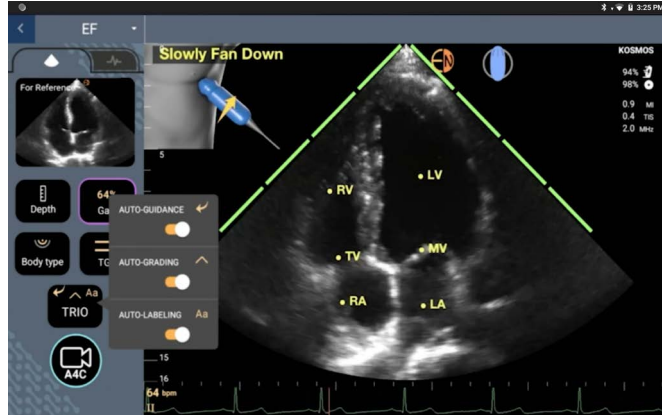 3:25 PM
EF
Slowly Fan Down
KOSMOS
94%
98%
0.9 MI
0.4 TIS
2.0 MHz
For Reference
5
LV
RV
Depth
64%
Ga
AUTO-GUIDANCE
MV
TV
Body type
TG
AUTO-GRADING
RA
LA
Aa
TRIO
AUTO-LABELING Aa
A4C
15
16
64 bpm
II